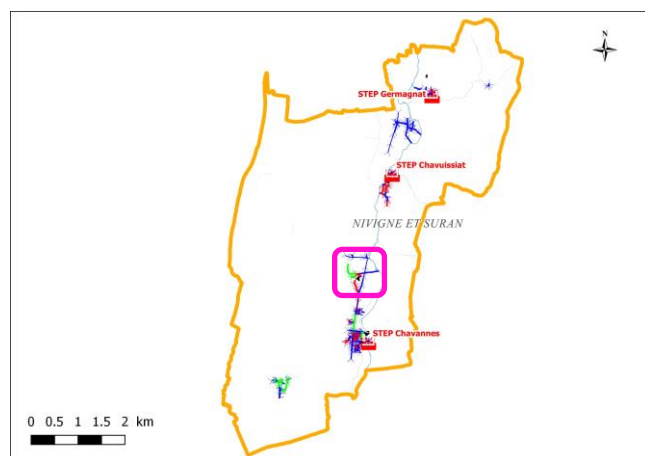 N
STEP Germagnat
STEP Chavuissiat
NIVIGNE ET SURAN
STEP Chavannes
0 0.5 1 1.5 2 km